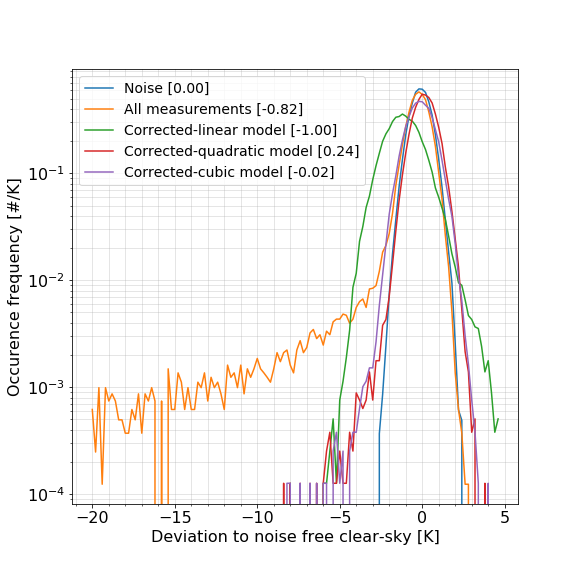 Noise [0.00]
All measurements [-0.82]
Corrected-linear model [-1.00]
Corrected-quadratic model [0.24]
Corrected-cubic model [-0.02]
Occurence frequency [#/K]
10⁻¹
10⁻²
10⁻³
10⁻⁴
−20 −15 −10 −5 0 5
Deviation to noise free clear-sky [K]